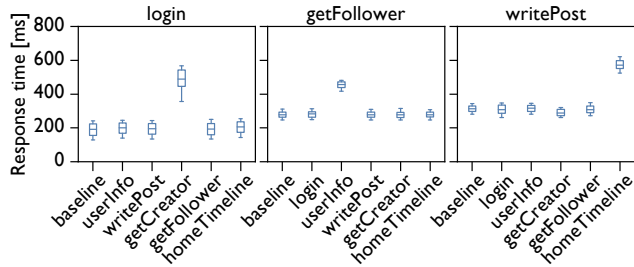 login
getFollower
writePost
Response time [ms]
800
600
400
200
0
baseline
userInfo
writePost
getCreator
getFollower
homeTimeline
baseline
login
userInfo
writePost
getCreator
homeTimeline
baseline
login
userInfo
getCreator
getFollower
homeTimeline